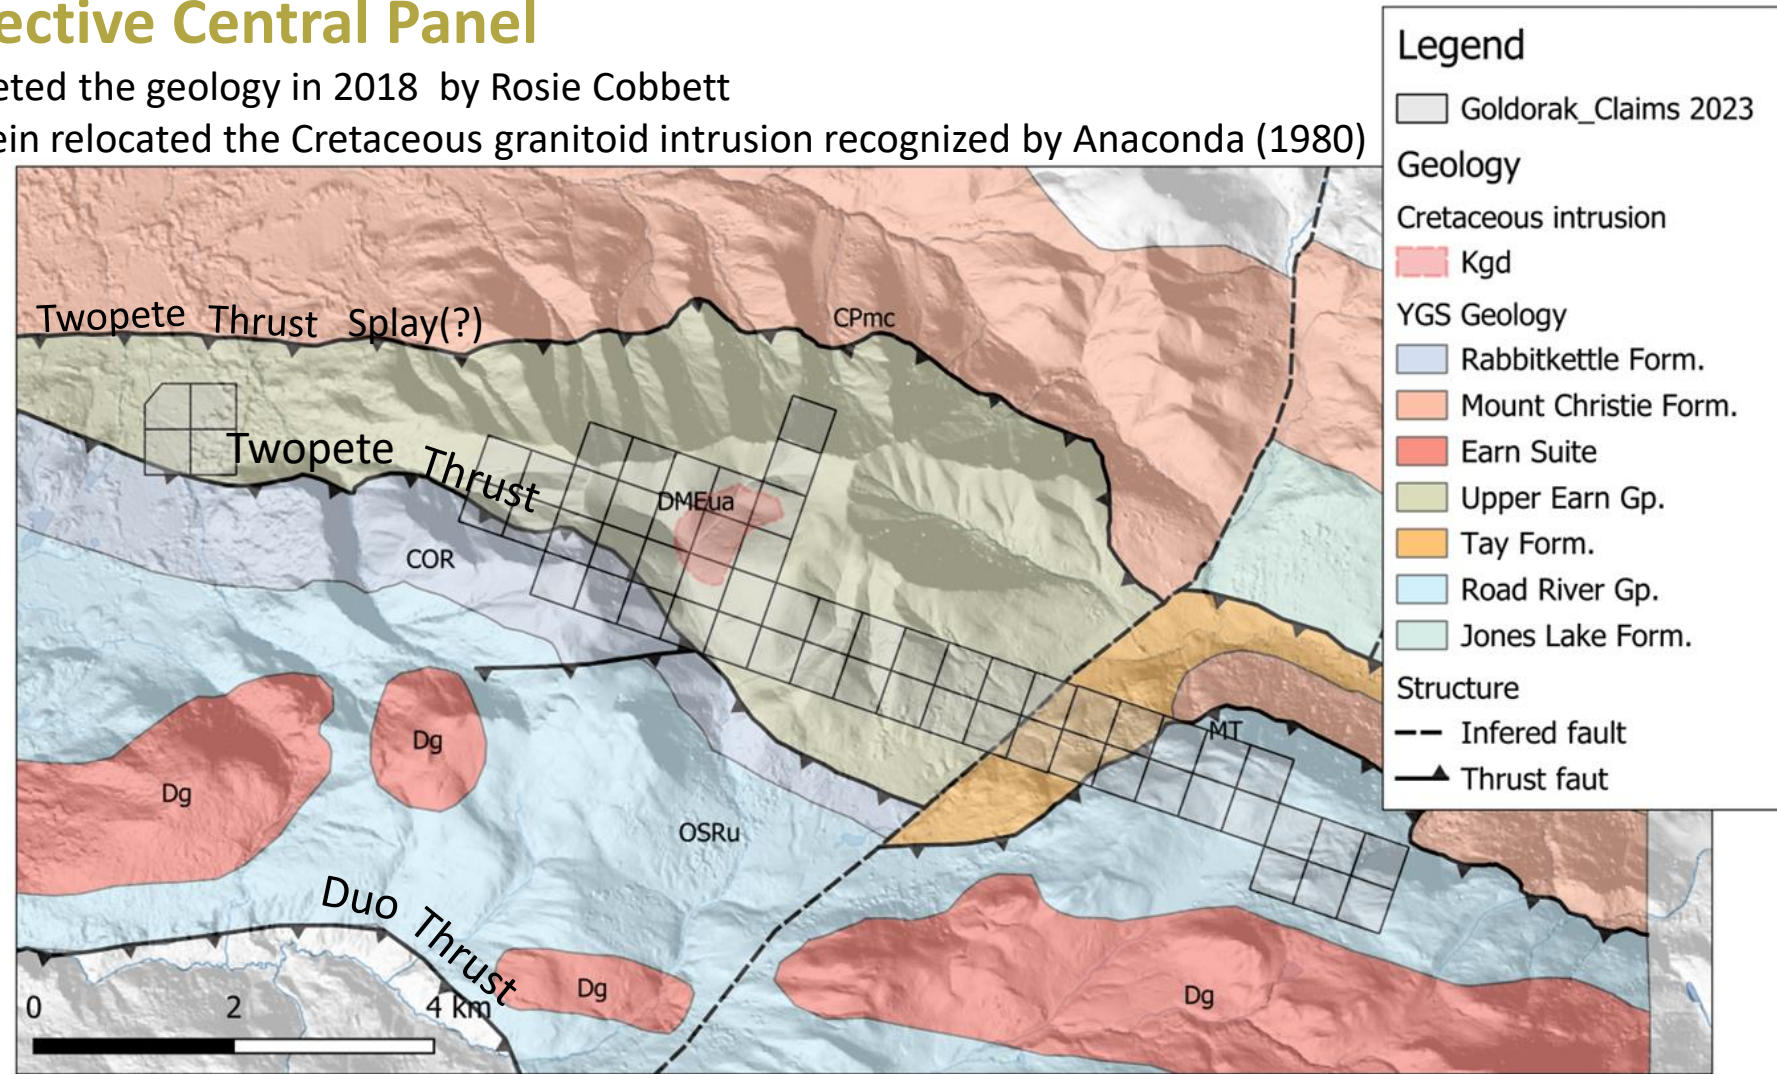 ective Central Panel
eted the geology in 2018 by Rosie Cobbett
ein relocated the Cretaceous granitoid intrusion recognized by Anaconda (1980)
Legend
Goldorak_Claims 2023
Geology
Cretaceous intrusion
Kgd
YGS Geology
Rabbitkettle Form.
Mount Christie Form.
Earn Suite
Upper Earn Gp.
Tay Form.
Road River Gp.
Jones Lake Form.
Structure
Infered fault
Thrust faut
Twopete Thrust Splay(?)
CPmc
Twopete Thrust
DMEua
COR
MT
Dg
Dg
OSRu
Duo Thrust
Dg
Dg
0 2 4 km